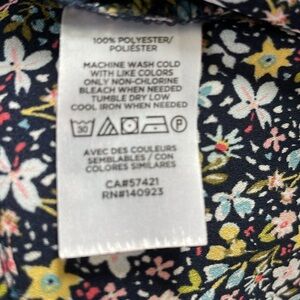 100% POLYESTER/
POLIÉSTER
MACHINE WASH COLD
WITH LIKE COLORS
ONLY NON-CHLORINE
BLEACH WHEN NEEDED
TUMBLE DRY LOW
COOL IRON WHEN NEEDED
30 P
AVEC DES COULEURS
SEMBLABLES / CON
COLORES SIMILARES
CA#57421
RN#140923